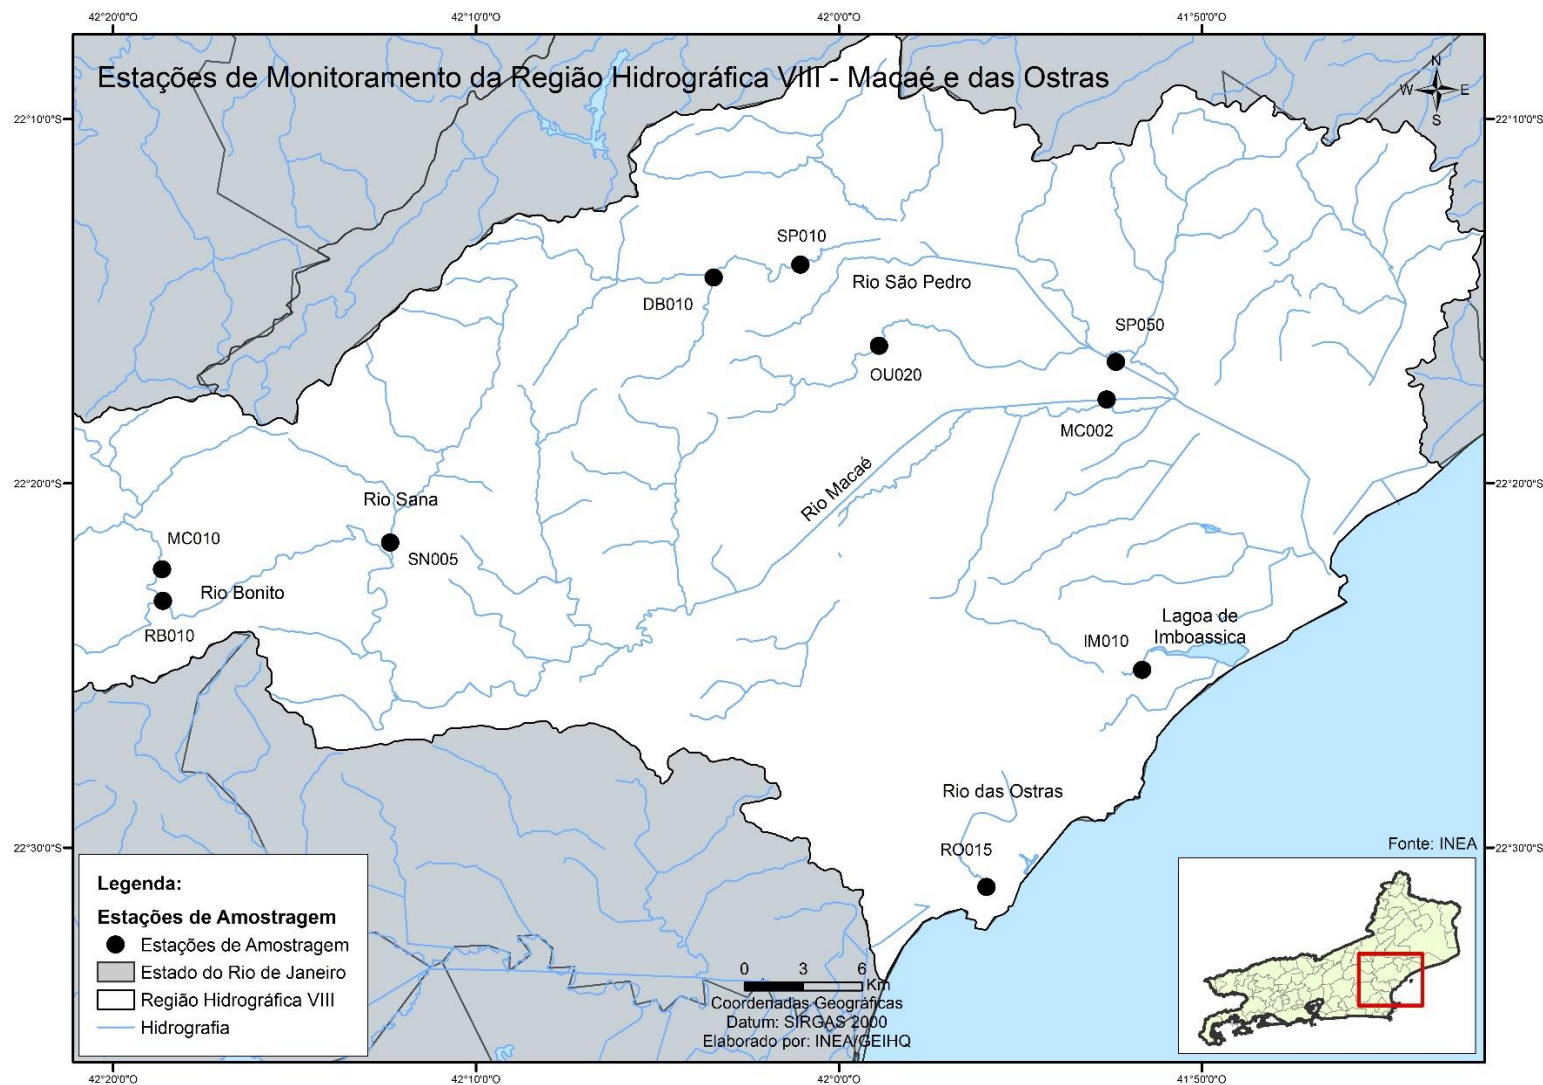 42°20'0"O
42°10'0"O
42°0'0"O
41°50'0"O
Estações de Monitoramento da Região Hidrográfica VIII - Macaé e das Ostras
N
W
E
S
22°10'0"S
22°10'0"S
SP010
Rio São Pedro
DB010
SP050
OU020
MC002
Rio Macaé
22°20'0"S
22°20'0"S
Rio Sana
MC010
SN005
Rio Bonito
RB010
Lagoa de
Imboassica
IM010
Rio das Ostras
RO015
22°30'0"S
22°30'0"S
Fonte: INEA
Legenda:
Estações de Amostragem
Estações de Amostragem
Estado do Rio de Janeiro
Região Hidrográfica VIII
Hidrografia
0 3 6
Km
Coordenadas Geográficas
Datum: SIRGAS 2000
Elaborado por: INEA/GEIHQ
42°20'0"O
42°10'0"O
42°0'0"O
41°50'0"O